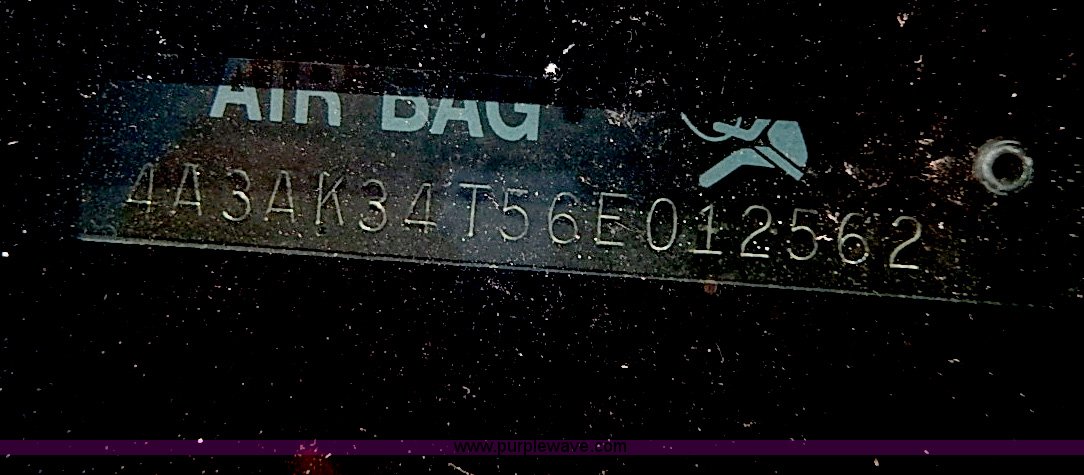 AIR BAG
4A3AK34T56E012562
www.purplewave.com